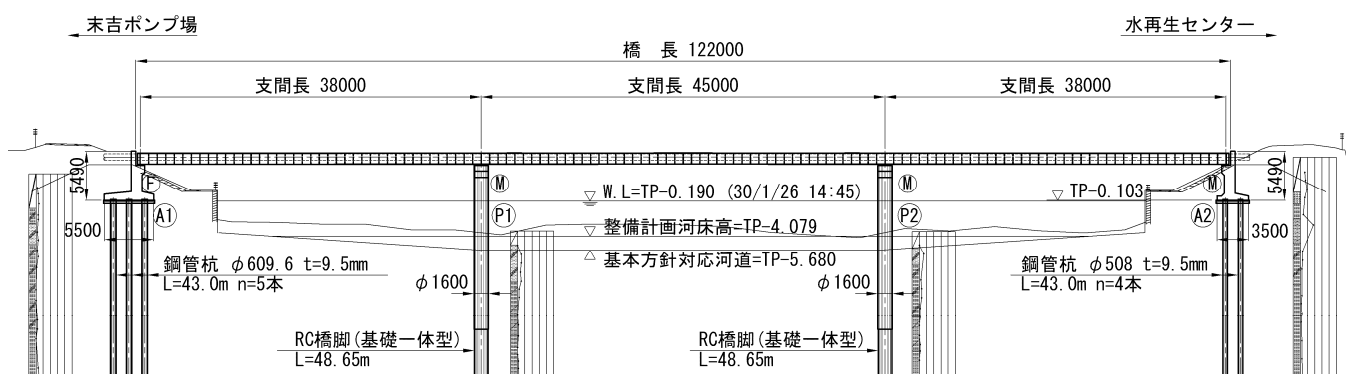 末吉ポンプ場
水再生センター
橋 長 122000
支間長 38000
支間長 45000
支間長 38000
5490
5490
F
M
M
M
W.L=TP-0.190 (30/1/26 14:45)
TP-0.103
A1
P1
P2
A2
整備計画河床高=TP-4.079
5500
3500
基本方針対応河道=TP-5.680
鋼管杭 φ609.6 t=9.5mm
L=43.0m n=5本
φ1600
φ1600
鋼管杭 φ508 t=9.5mm
L=43.0m n=4本
RC橋脚(基礎一体型)
L=48.65m
RC橋脚(基礎一体型)
L=48.65m